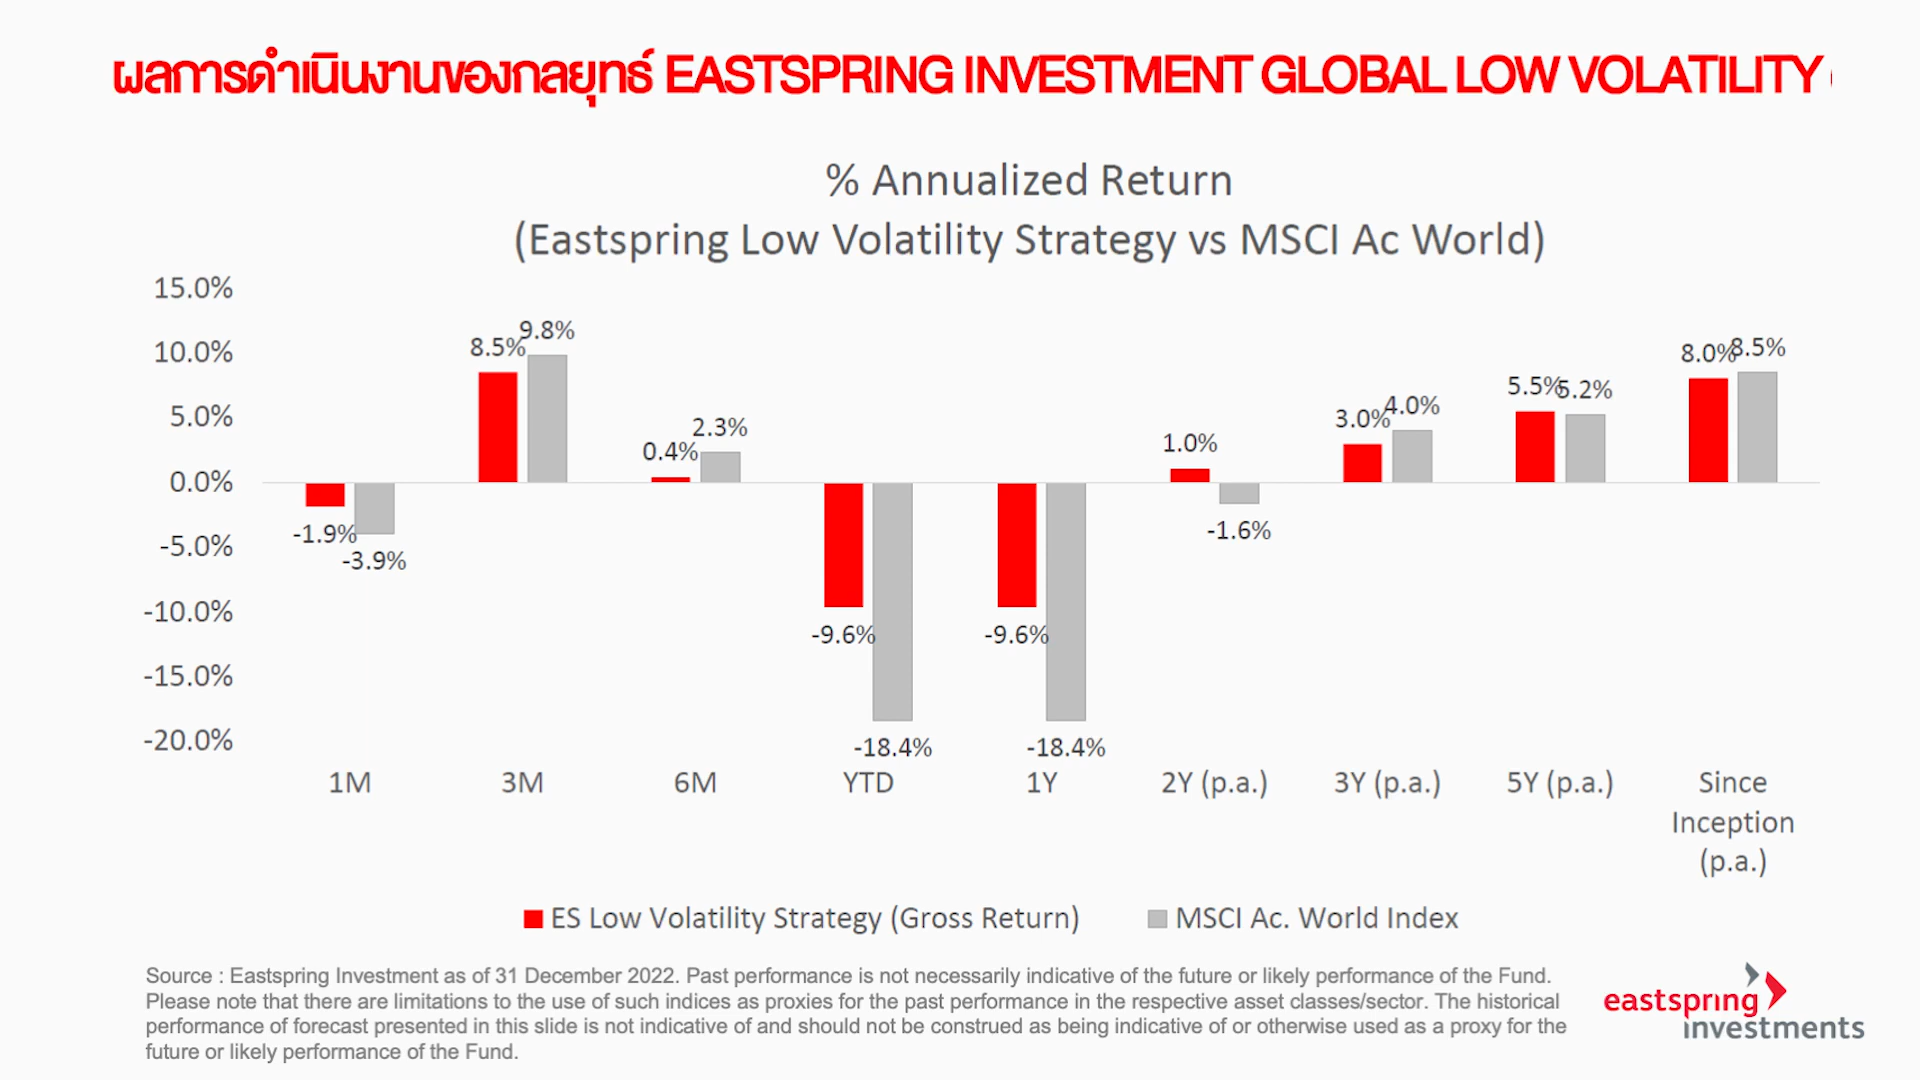 ผลการดำเนินงานของกลยุทธ์ EASTSPRING INVESTMENT GLOBAL LOW VOLATILITY
% Annualized Return
(Eastspring Low Volatility Strategy vs MSCI Ac World)
15.0%
10.0%
5.0%
0.0%
-5.0%
-10.0%
-15.0%
-20.0%
-1.9%
-3.9%
8.5%
9.8%
0.4%
2.3%
-9.6%
-18.4%
-9.6%
-18.4%
1.0%
-1.6%
3.0%
4.0%
5.5%
5.2%
8.0%
8.5%
1M
3M
6M
YTD
1Y
2Y (p.a.)
3Y (p.a.)
5Y (p.a.)
Since
Inception
(p.a.)
ES Low Volatility Strategy (Gross Return)
MSCI Ac. World Index
Source : Eastspring Investment as of 31 December 2022. Past performance is not necessarily indicative of the future or likely performance of the Fund.
Please note that there are limitations to the use of such indices as proxies for the past performance in the respective asset classes/sector. The historical
performance of forecast presented in this slide is not indicative of and should not be construed as being indicative of or otherwise used as a proxy for the
future or likely performance of the Fund.
eastspring
investments